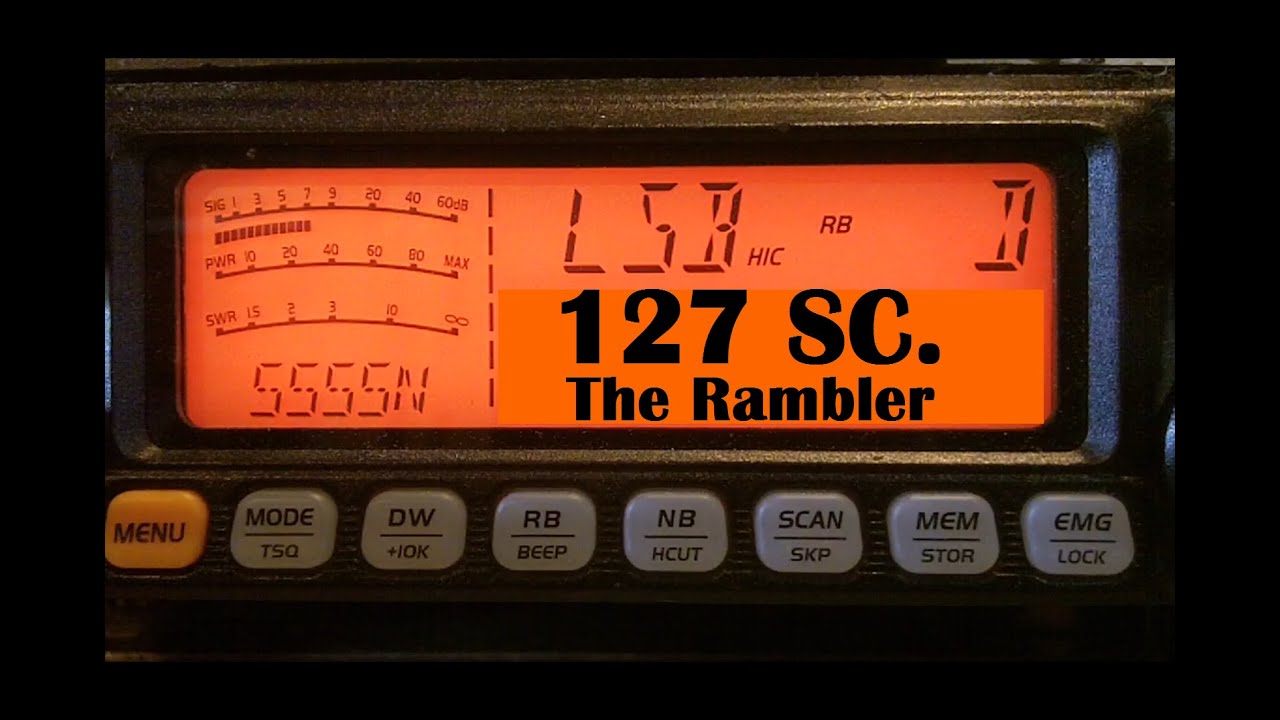 SIG 1 3 5 7 9 20 40 60dB
PWR 10 20 40 60 80 MAX
SWR 1.5 2 3 10 ∞
SSSSN
LSB HIC RB D
127 SC.
The Rambler
MENU
MODE
TSQ
DW
+10K
RB
BEEP
NB
HCUT
SCAN
SKP
MEM
STOR
EMG
LOCK